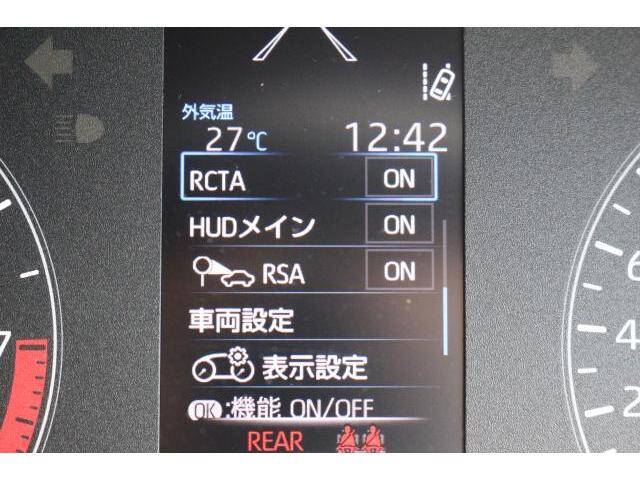 外気温
27℃ 12:42
RCTA ON
HUDメイン ON
RSA ON
車両設定
表示設定
OK:機能 ON/OFF
REAR
7
6
4
2